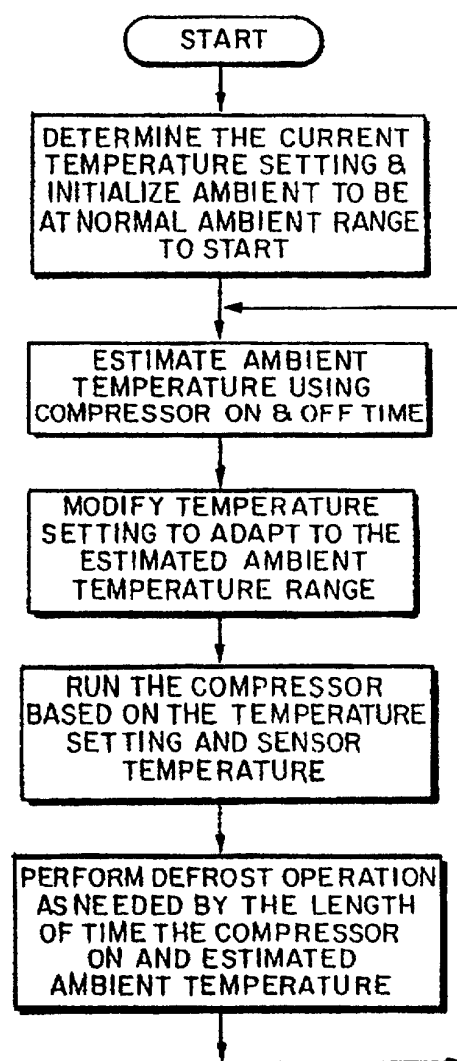 START
DETERMINE THE CURRENT
TEMPERATURE SETTING &
INITIALIZE AMBIENT TO BE
AT NORMAL AMBIENT RANGE
TO START
ESTIMATE AMBIENT
TEMPERATURE USING
COMPRESSOR ON & OFF TIME
MODIFY TEMPERATURE
SETTING TO ADAPT TO THE
ESTIMATED AMBIENT
TEMPERATURE RANGE
RUN THE COMPRESSOR
BASED ON THE TEMPERATURE
SETTING AND SENSOR
TEMPERATURE
PERFORM DEFROST OPERATION
AS NEEDED BY THE LENGTH
OF TIME THE COMPRESSOR
ON AND ESTIMATED
AMBIENT TEMPERATURE